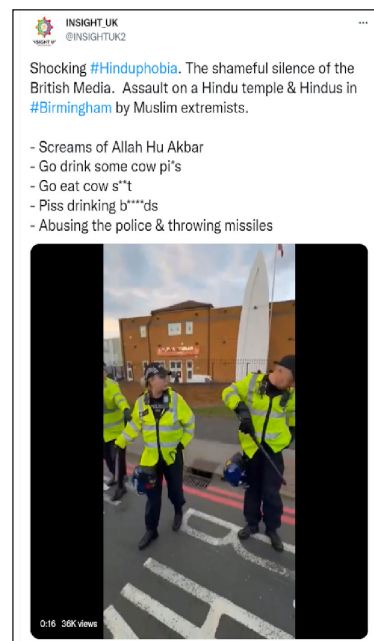 INSIGHT_UK
@INSIGHTUK2
Shocking #Hinduphobia. The shameful silence of the
British Media. Assault on a Hindu temple & Hindus in
#Birmingham by Muslim extremists.
- Screams of Allah Hu Akbar
- Go drink some cow pi*s
- Go eat cow s**t
- Piss drinking b****ds
- Abusing the police & throwing missiles
0:16 36K views